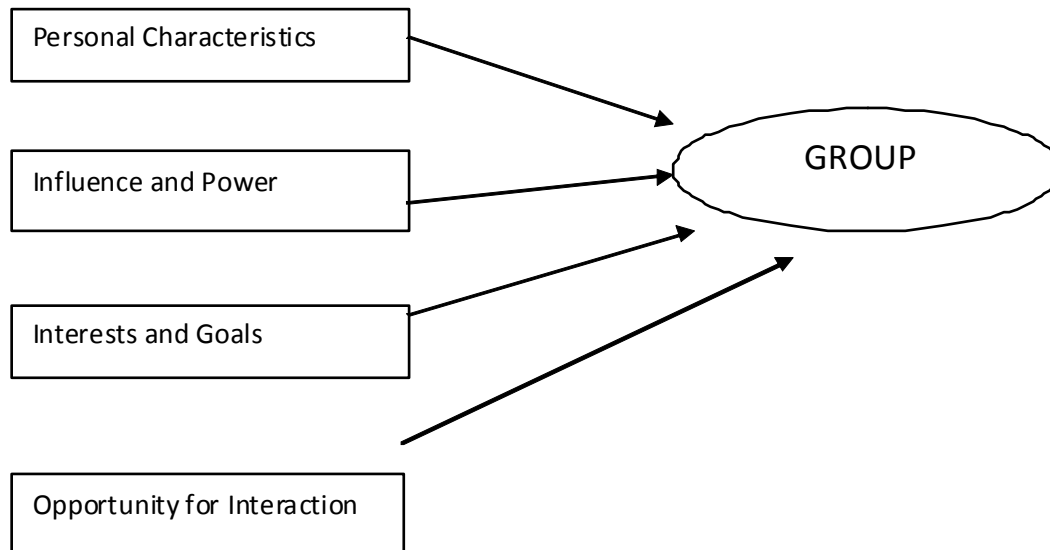 Personal Characteristics
GROUP
Influence and Power
Interests and Goals
Opportunity for Interaction